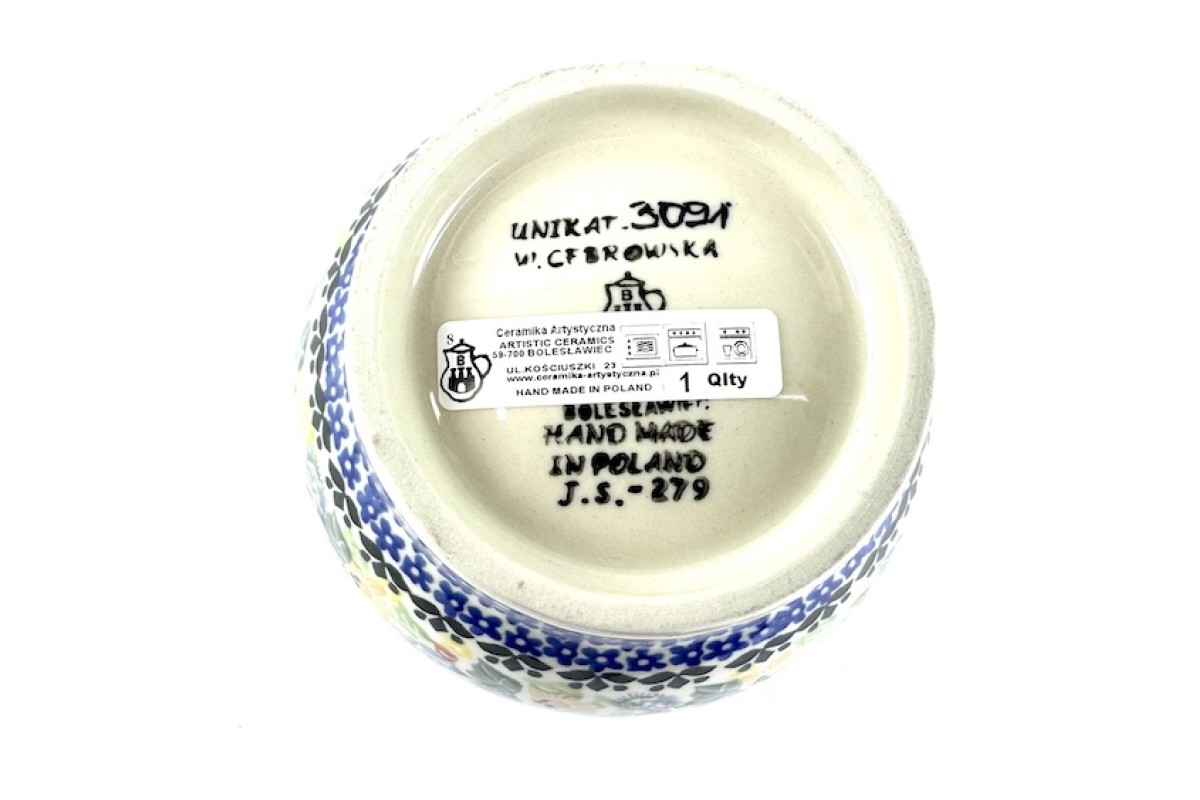 UNIKAT. 3091
W. CEBROWSKA
B
S
B
Ceramika Artystyczna
ARTISTIC CERAMICS
59-700 BOLESŁAWIEC
UL.KOŚCIUSZKI 23
www.ceramika-artystyczna.pl
HAND MADE IN POLAND
1 Qlty
BOLESŁAWIEC
HAND MADE
IN POLAND
J.S.-279